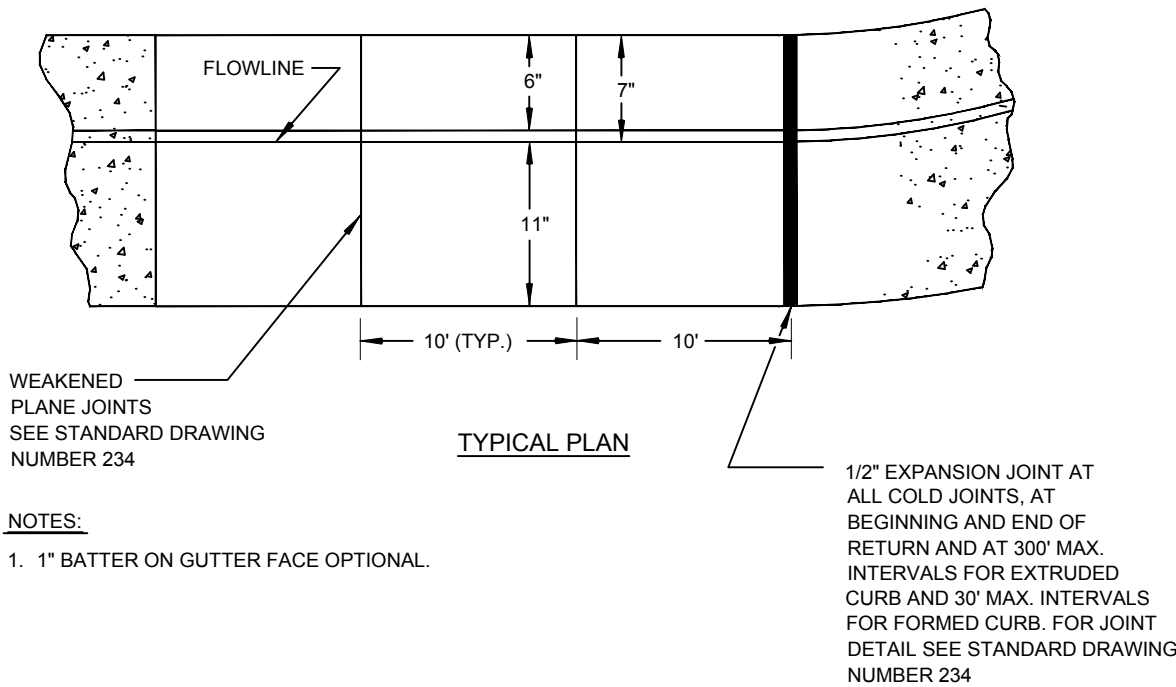 FLOWLINE
6"
7"
11"
10' (TYP.)
10'
WEAKENED
PLANE JOINTS
SEE STANDARD DRAWING
NUMBER 234
TYPICAL PLAN
1/2" EXPANSION JOINT AT
ALL COLD JOINTS, AT
BEGINNING AND END OF
RETURN AND AT 300' MAX.
INTERVALS FOR EXTRUDED
CURB AND 30' MAX. INTERVALS
FOR FORMED CURB. FOR JOINT
DETAIL SEE STANDARD DRAWING
NUMBER 234
NOTES:
1. 1" BATTER ON GUTTER FACE OPTIONAL.